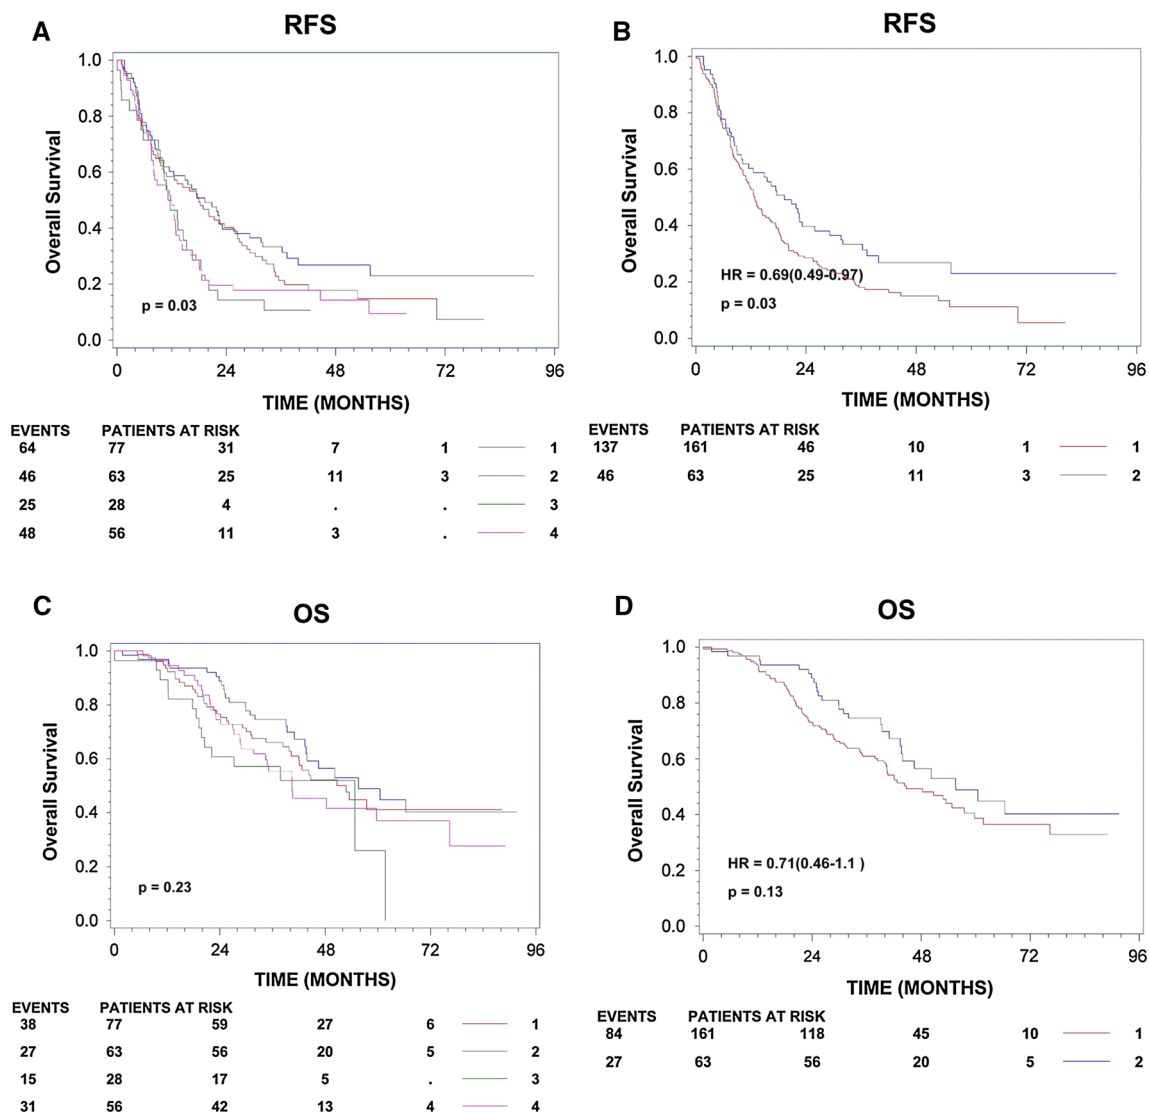 A
RFS
Overall Survival
1.0
0.8
0.6
0.4
0.2
0.0
p = 0.03
0 24 48 72 96
TIME (MONTHS)
EVENTS PATIENTS AT RISK
64 77 31 7 1 1
46 63 25 11 3 2
25 28 4 . . 3
48 56 11 3 . 4
B
RFS
Overall Survival
1.0
0.8
0.6
0.4
0.2
0.0
HR = 0.69(0.49-0.97)
p = 0.03
0 24 48 72 96
TIME (MONTHS)
EVENTS PATIENTS AT RISK
137 161 46 10 1 1
46 63 25 11 3 2
C
OS
Overall Survival
1.0
0.8
0.6
0.4
0.2
0.0
p = 0.23
0 24 48 72 96
TIME (MONTHS)
EVENTS PATIENTS AT RISK
38 77 59 27 6 1
27 63 56 20 5 2
15 28 17 5 . 3
31 56 42 13 4 4
D
OS
Overall Survival
1.0
0.8
0.6
0.4
0.2
0.0
HR = 0.71(0.46-1.1 )
p = 0.13
0 24 48 72 96
TIME (MONTHS)
EVENTS PATIENTS AT RISK
84 161 118 45 10 1
27 63 56 20 5 2